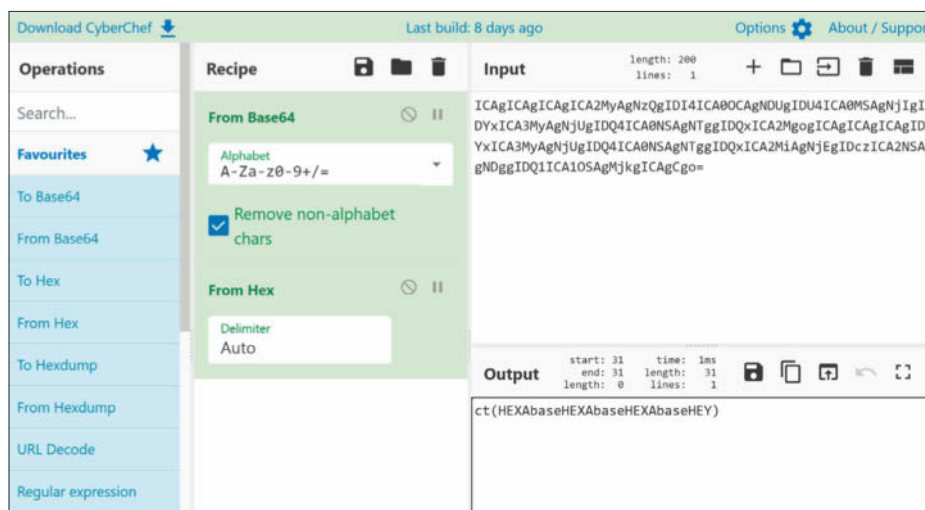 Download CyberChef
Last build: 8 days ago
Options
About / Suppor
Operations
Recipe
Input
length: 200
lines: 1
Search...
Favourites
To Base64
From Base64
To Hex
From Hex
To Hexdump
From Hexdump
URL Decode
Regular expression
From Base64
Alphabet
A-Za-z0-9+/=
Remove non-alphabet
chars
From Hex
Delimiter
Auto
ICAgICAgICAgICA2MyAgNzQgIDI4ICA0OCAgNDUgIDU4ICA0MSAgNjIgI
DYxICA3MyAgNjUgIDQ4ICA0NSAgNTggIDQxICA2MgogICAgICAgICAgID
YxICA3MyAgNjUgIDQ4ICA0NSAgNTggIDQxICA2MiAgNjEgIDczICA2NSA
gNDggIDQ1ICA1OSAgMjkgICAgCgo=
Output
start: 31 time: 1ms
end: 31 length: 31
length: 0 lines: 1
ct(HEXAbaseHEXAbaseHEXAbaseHEY)